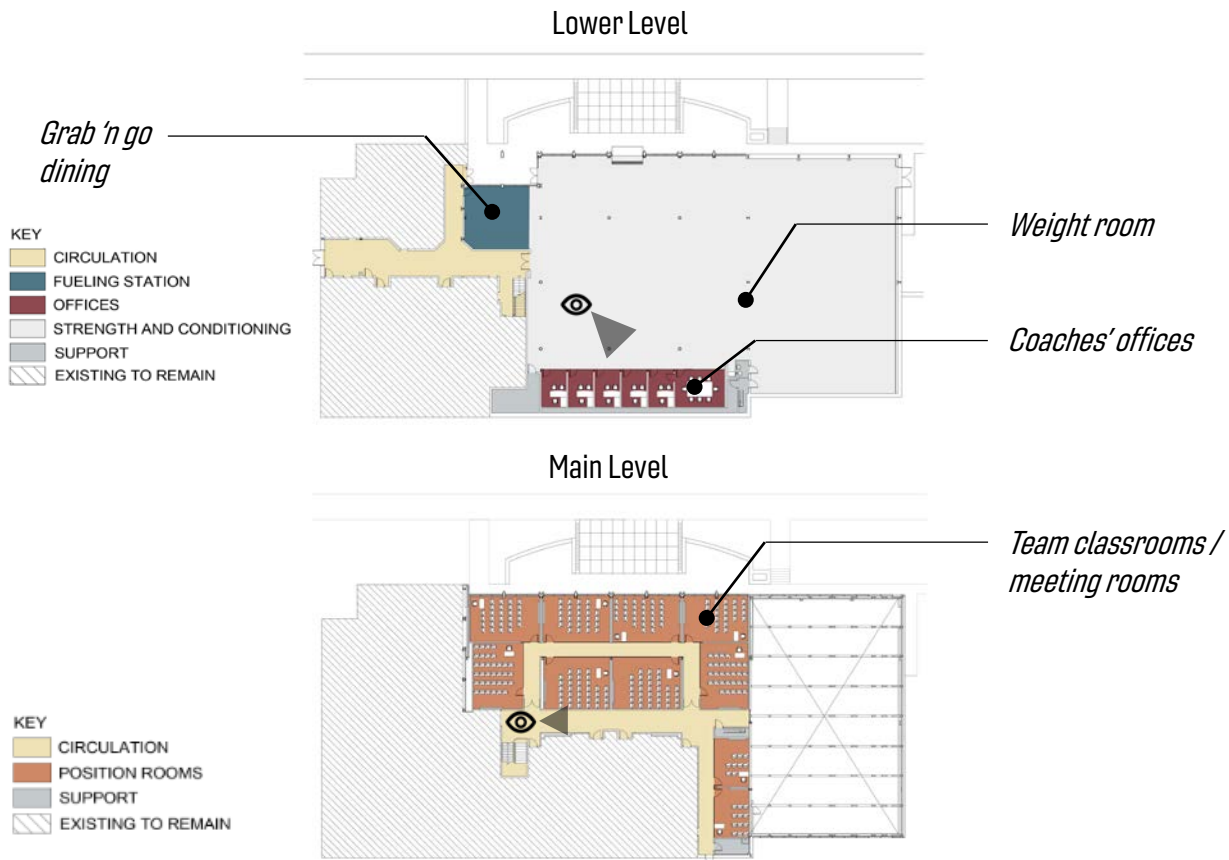 Lower Level
Grab ‘n go
dining
Weight room
Coaches’ offices
KEY
CIRCULATION
FUELING STATION
OFFICES
STRENGTH AND CONDITIONING
SUPPORT
EXISTING TO REMAIN
Main Level
Team classrooms /
meeting rooms
KEY
CIRCULATION
POSITION ROOMS
SUPPORT
EXISTING TO REMAIN